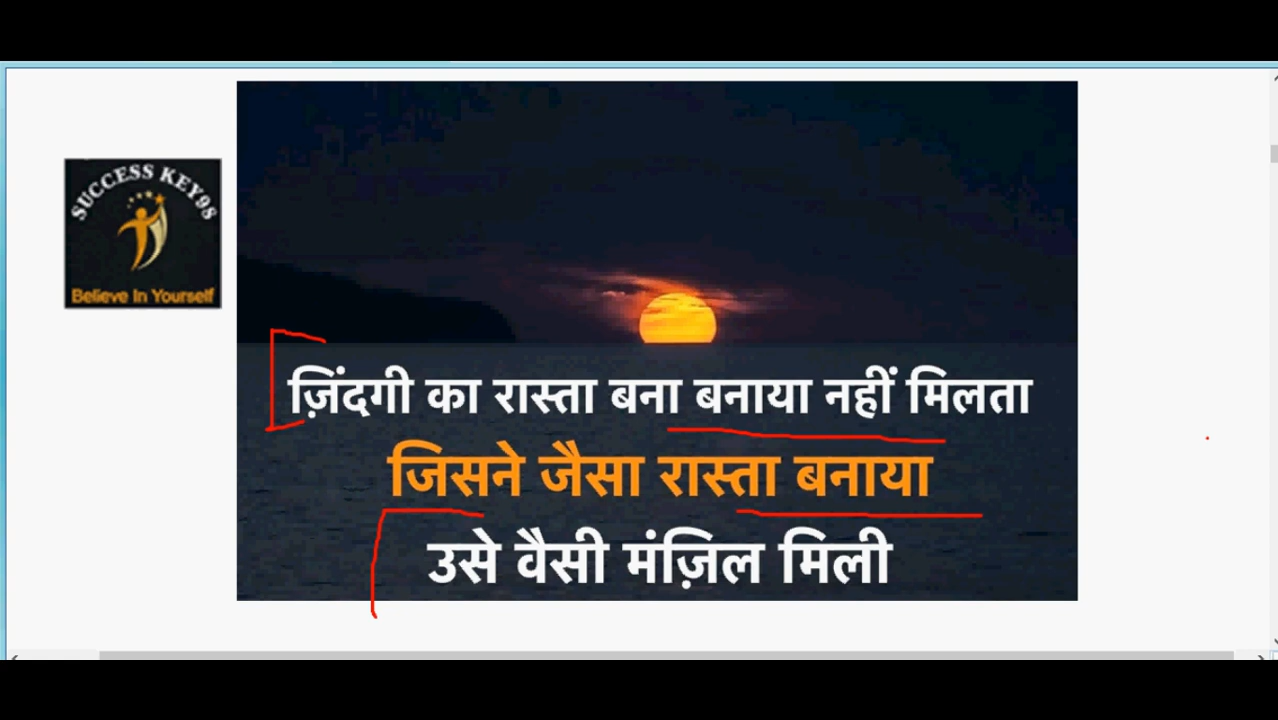 SUCCESS KEY98
Believe In Yourself
ज़िंदगी का रास्ता बना बनाया नहीं मिलता
जिसने जैसा रास्ता बनाया
उसे वैसी मंज़िल मिली